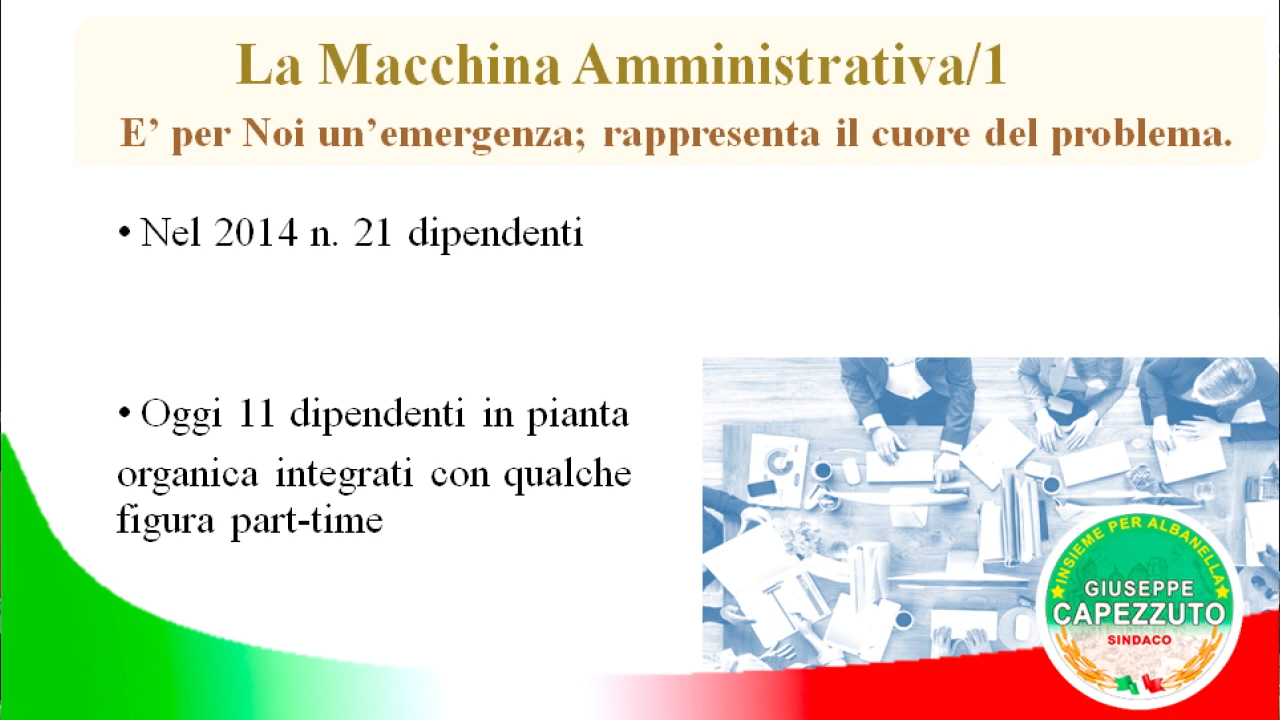 La Macchina Amministrativa/1
E' per Noi un'emergenza; rappresenta il cuore del problema.
• Nel 2014 n. 21 dipendenti
• Oggi 11 dipendenti in pianta
organica integrati con qualche
figura part-time
INSIEME PER ALBANELLA
GIUSEPPE
CAPEZZUTO
SINDACO